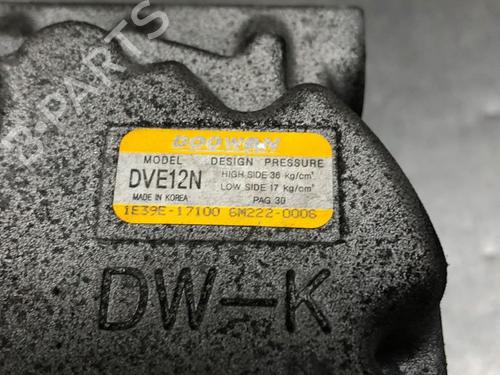 DOOWON
MODEL DESIGN PRESSURE
DVE12N HIGH SIDE 36 kg/cm²
LOW SIDE 17 kg/cm²
MADE IN KOREA PAG 30
1E39E-17100 6M222-0006
DW-K
B-PARTS